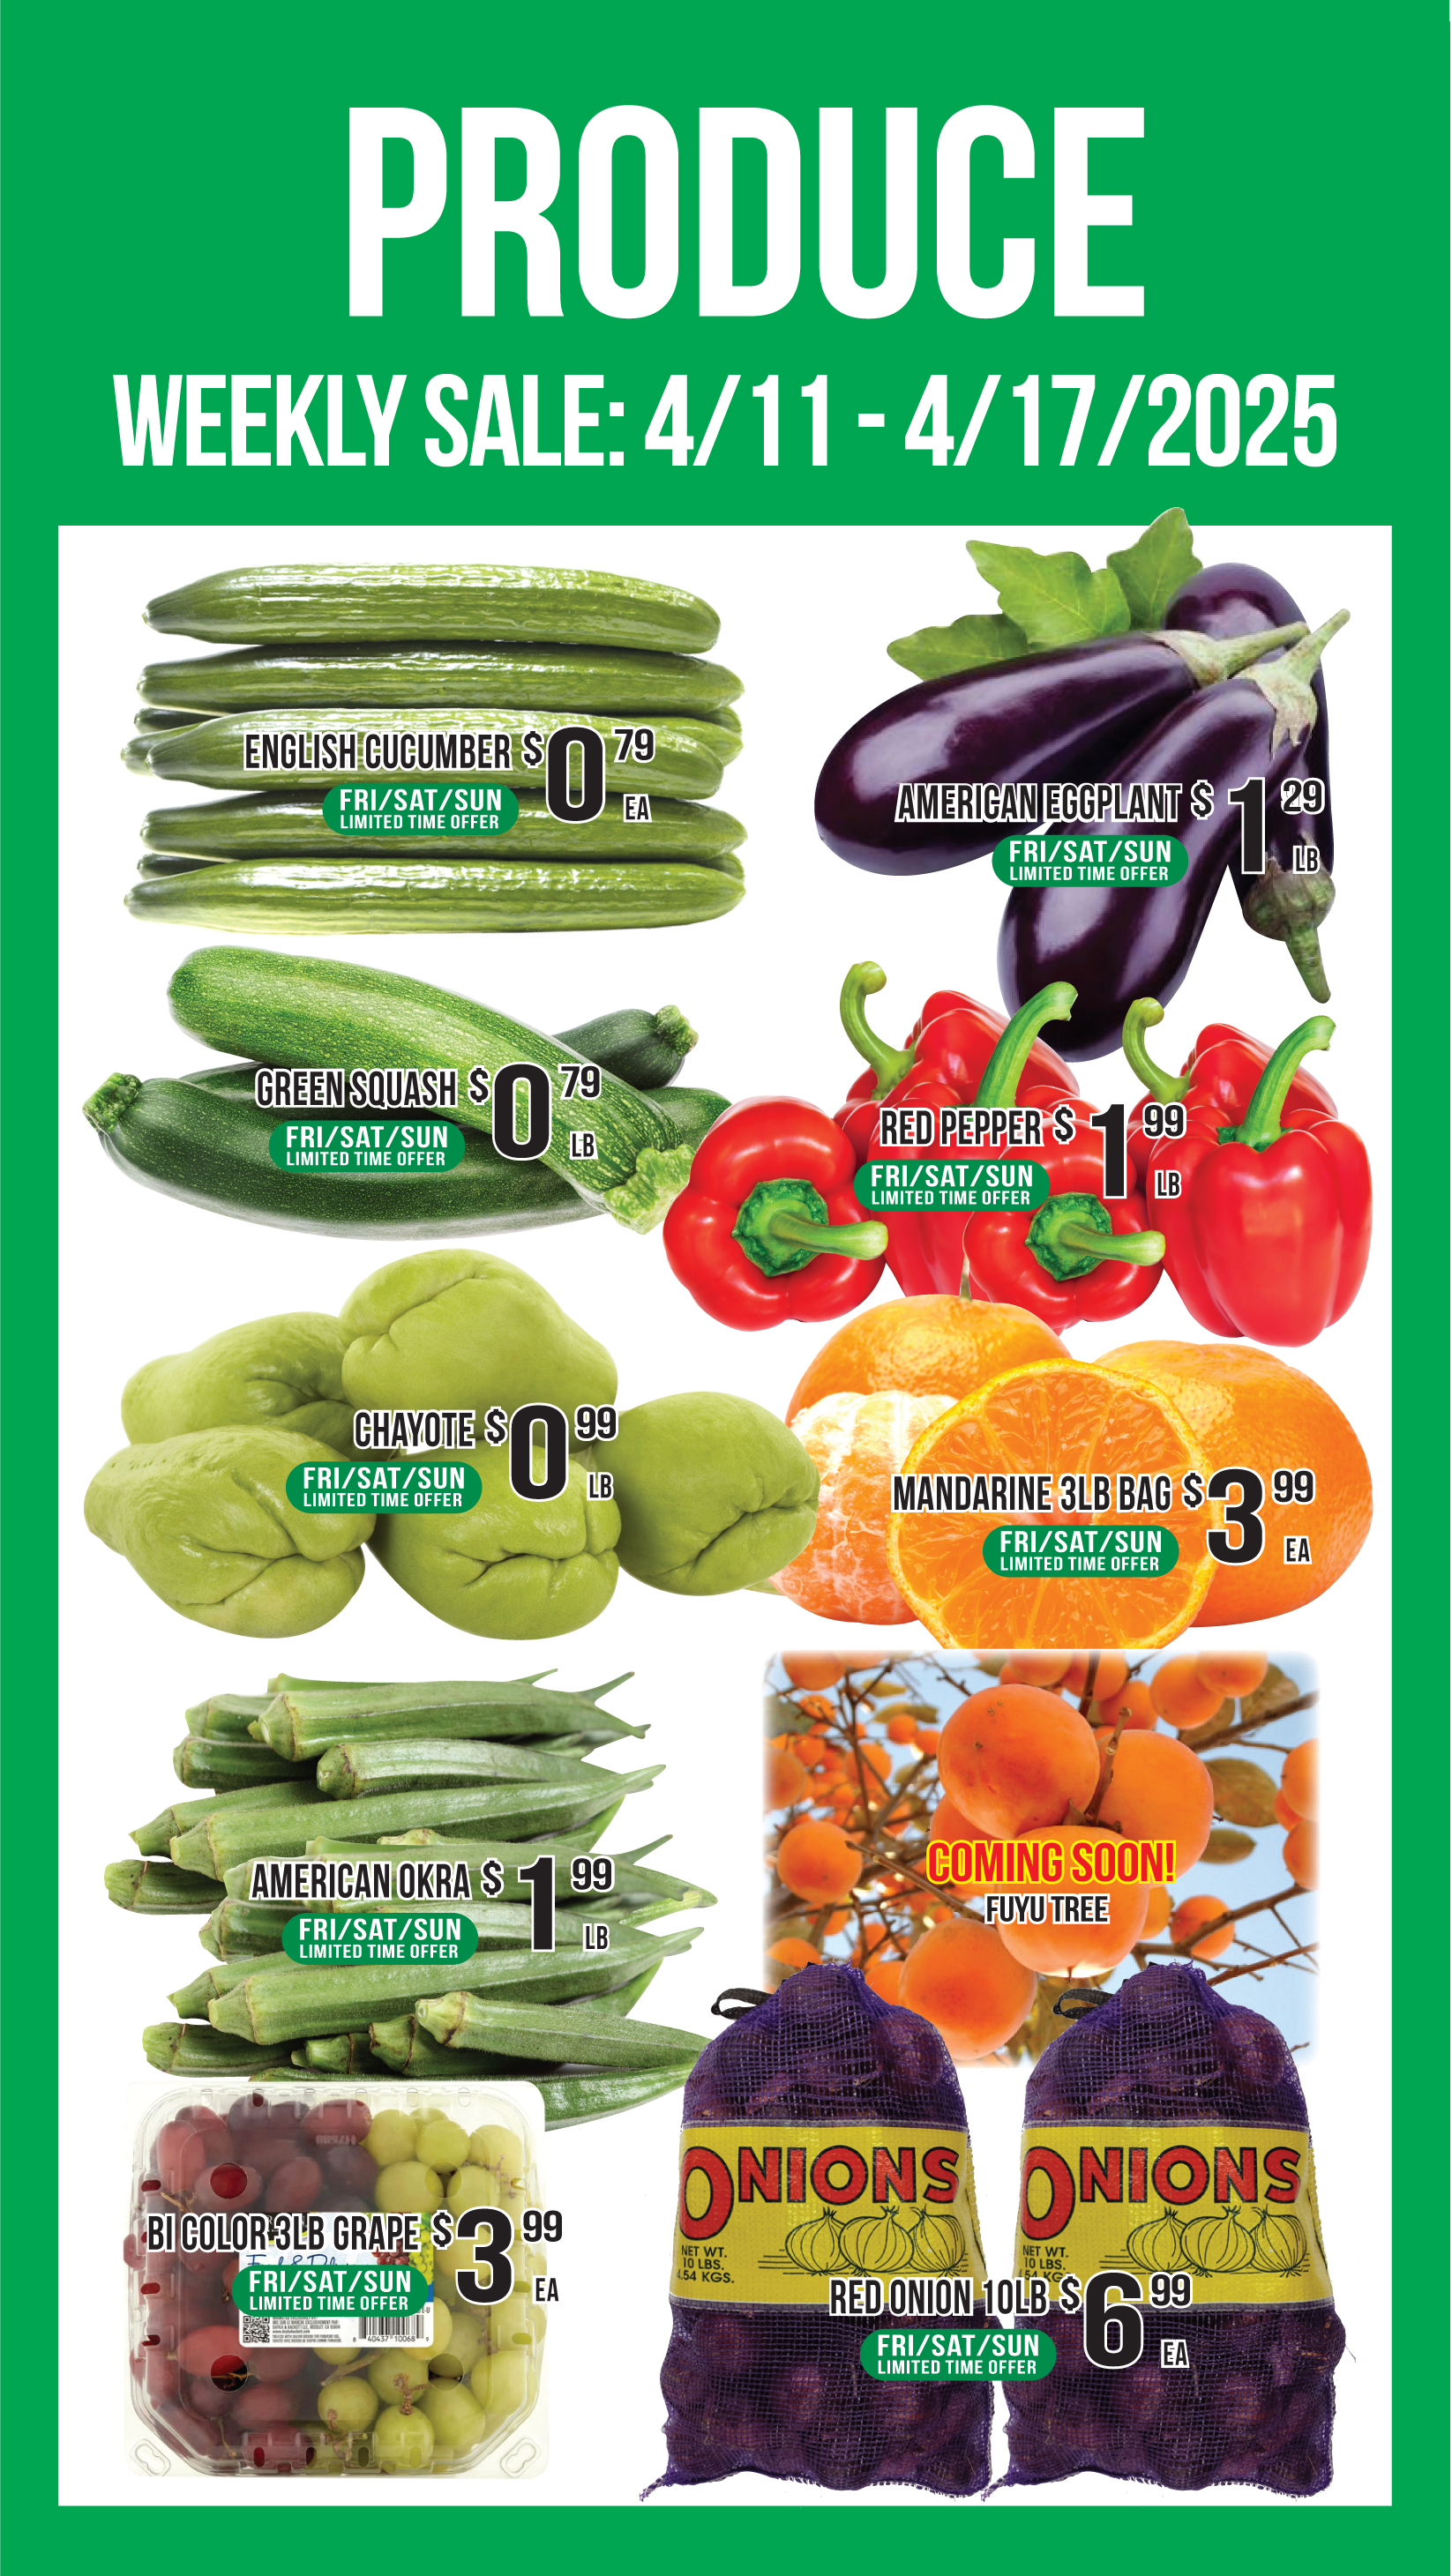 PRODUCE
WEEKLY SALE: 4/11 - 4/17/2025
ENGLISH CUCUMBER $0 79 EA
FRI/SAT/SUN
LIMITED TIME OFFER
AMERICAN EGGPLANT $ 1 29 LB
FRI/SAT/SUN
LIMITED TIME OFFER
GREEN SQUASH $0 79 LB
FRI/SAT/SUN
LIMITED TIME OFFER
RED PEPPER $ 1 99 LB
FRI/SAT/SUN
LIMITED TIME OFFER
CHAYOTE $0 99 LB
FRI/SAT/SUN
LIMITED TIME OFFER
MANDARINE 3LB BAG $3 99 EA
FRI/SAT/SUN
LIMITED TIME OFFER
AMERICAN OKRA $ 1 99 LB
FRI/SAT/SUN
LIMITED TIME OFFER
COMING SOON!
FUYU TREE
BI COLOR 3LB GRAPE $3 99 EA
FRI/SAT/SUN
LIMITED TIME OFFER
ONIONS
NET WT.
10 LBS.
4.54 KGS.
ONIONS
NET WT.
10 LBS.
RED ONION 10LB $6 99 EA
FRI/SAT/SUN
LIMITED TIME OFFER